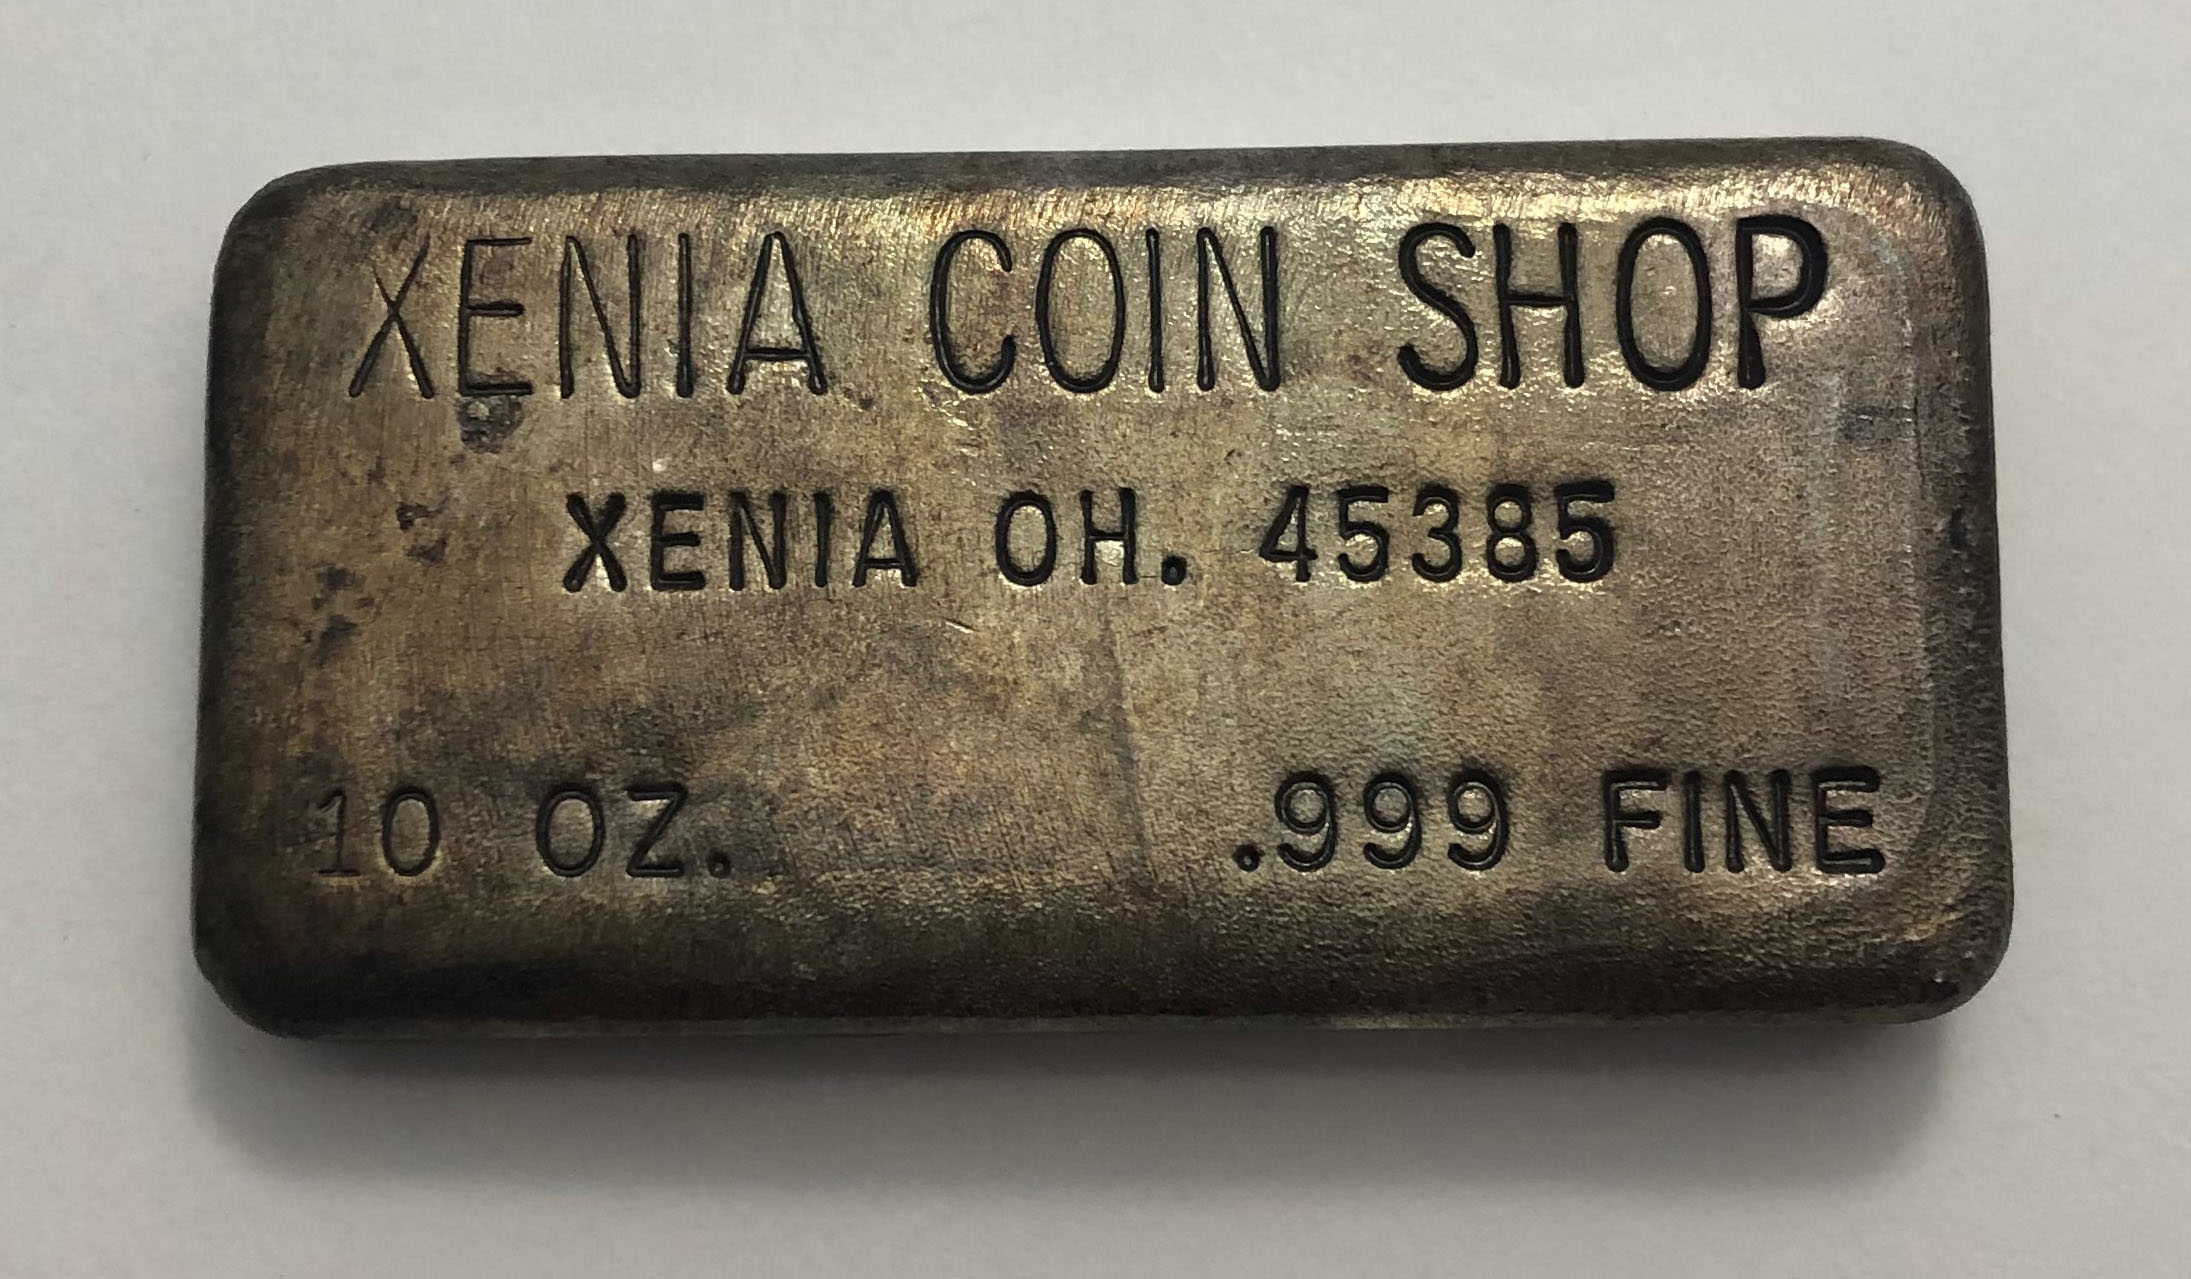 XENIA COIN SHOP
XENIA OH. 45385
10 OZ. .999 FINE